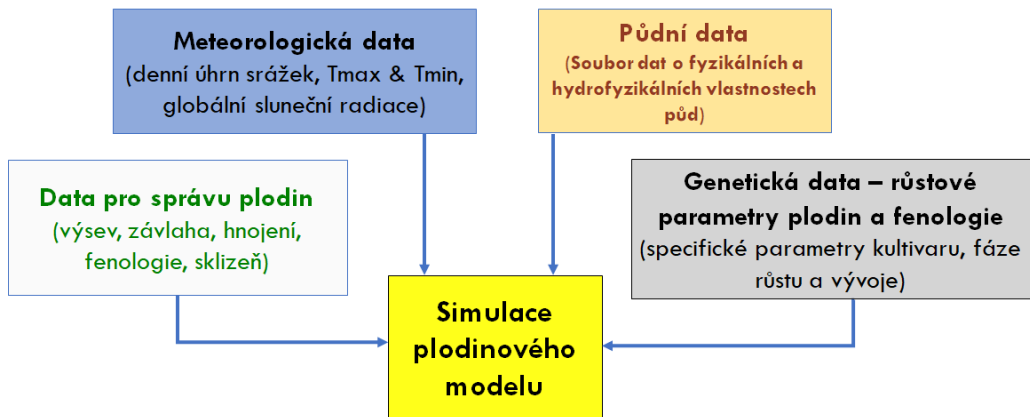 Meteorologická data
(denní úhrn srážek, Tmax & Tmin,
globální sluneční radiace)
Půdní data
(Soubor dat o fyzikálních a
hydrofyzikálních vlastnostech
půd)
Data pro správu plodin
(výsev, závlaha, hnojení,
fenologie, sklizeň)
Genetická data – růstové
parametry plodin a fenologie
(specifické parametry kultivaru, fáze
růstu a vývoje)
Simulace
plodinového
modelu